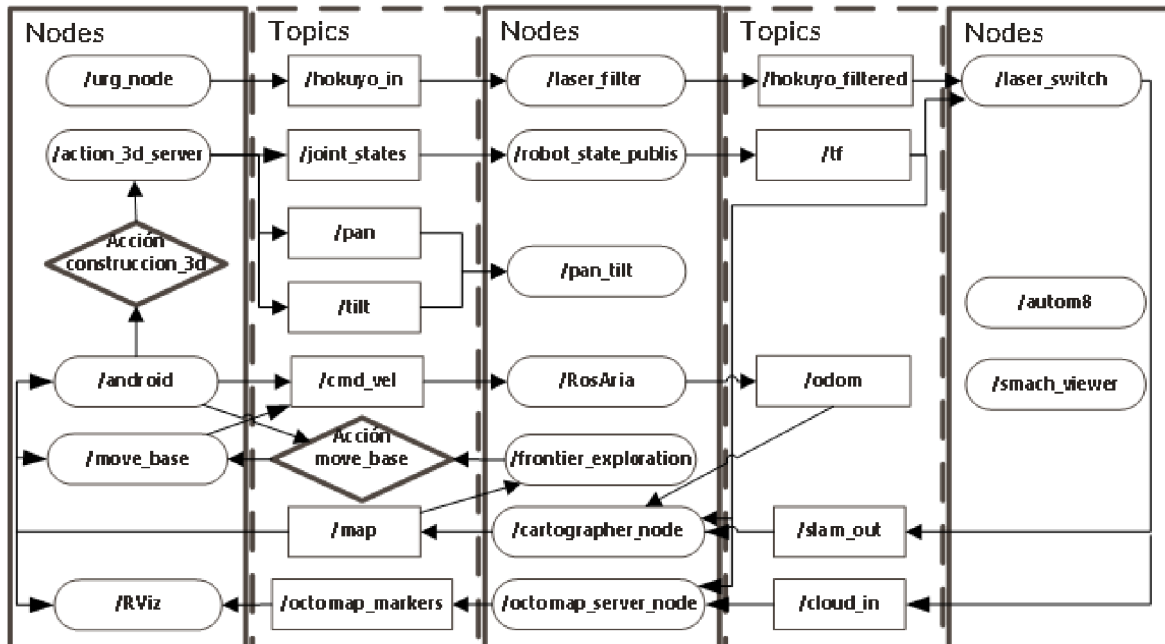 Nodes
Topics
Nodes
Topics
Nodes
/urg_node
/hokuyo_in
/laser_filter
/hokuyo_filtered
/laser_switch
/action_3d_server
/joint_states
/robot_state_publis
/tf
Acción
construccion_3d
/pan
/pan_tilt
/tilt
/autom8
/android
/cmd_vel
/RosAria
/odom
/smach_viewer
/move_base
Acción
move_base
/frontier_exploration
/map
/cartographer_node
/slam_out
/RViz
/octomap_markers
/octomap_server_node
/cloud_in